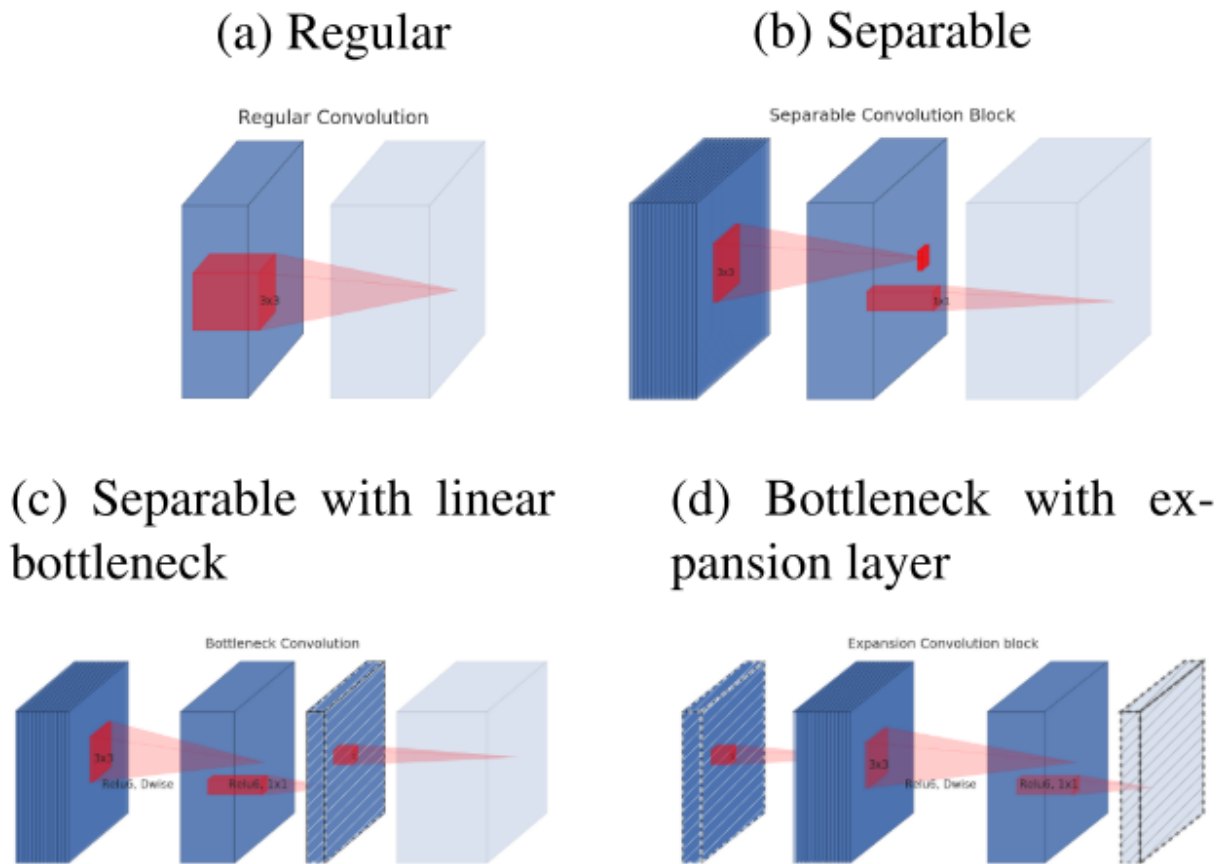 (a) Regular
(b) Separable
Regular Convolution
Separable Convolution Block
3x3
3x3
1x1
(c) Separable with linear
bottleneck
(d) Bottleneck with ex-
pansion layer
Bottleneck Convolution
Expansion Convolution block
3x3
Relu6, Dwise
Relu6, 1x1
3x3
Relu6, Dwise
Relu6, 1x1